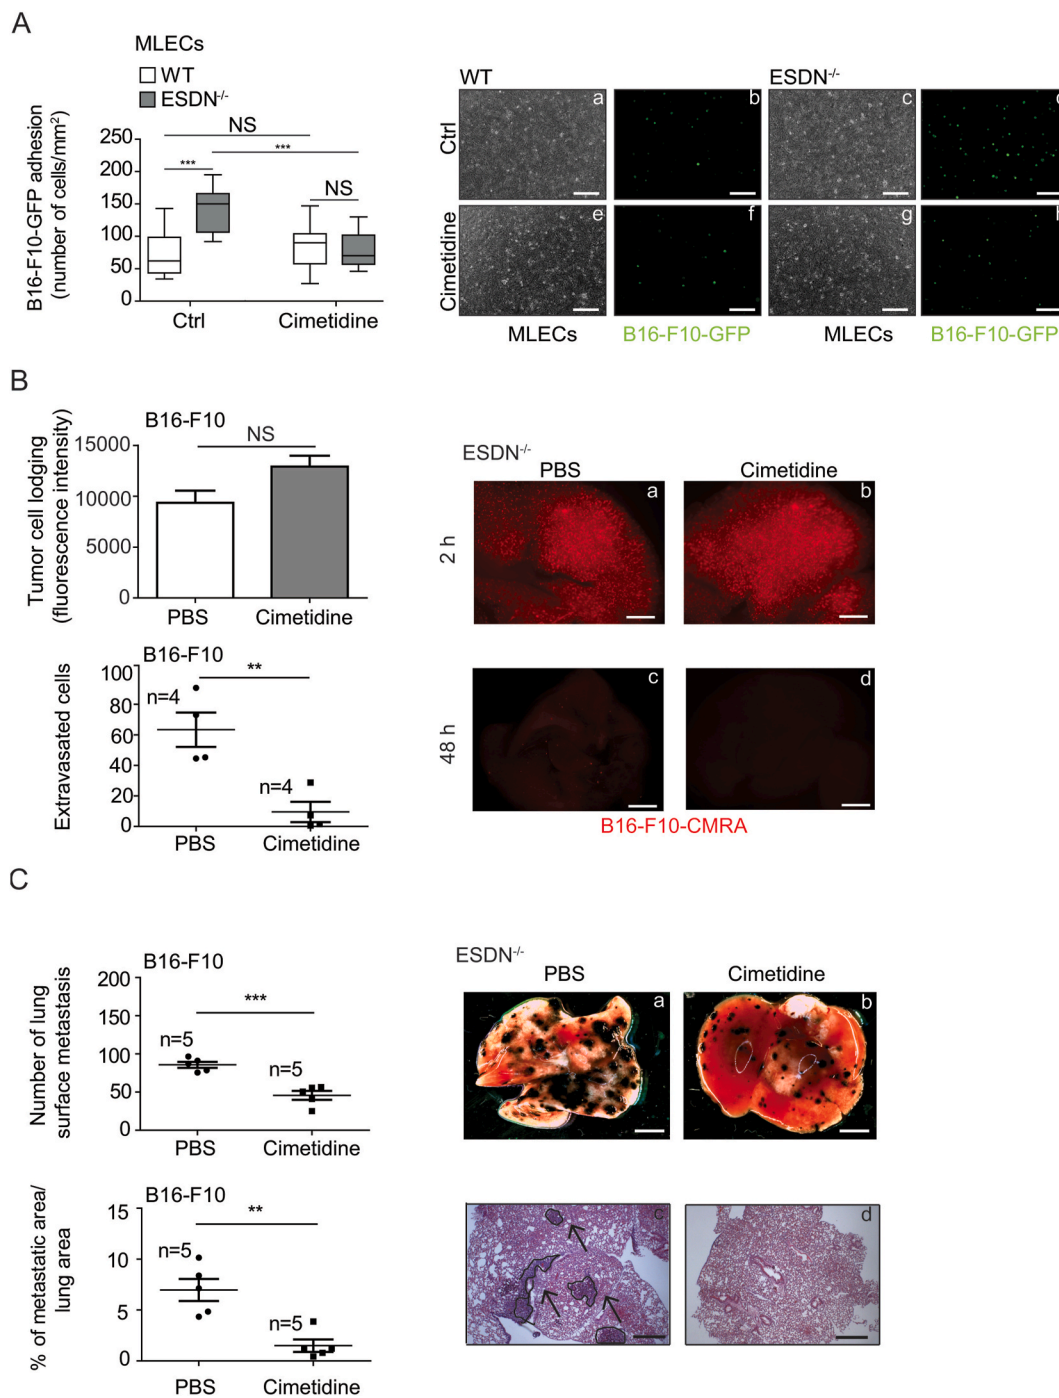 A
MLECs
WT
ESDN-/-
B16-F10-GFP adhesion
(number of cells/mm²)
250
200
150
100
50
0
NS
***
***
NS
Ctrl
Cimetidine
WT
ESDN-/-
Ctrl
a
b
c
Cimetidine
e
f
g
MLECs
B16-F10-GFP
MLECs
B16-F10-GFP
B
B16-F10
Tumor cell lodging
(fluorescence intensity)
15000
10000
5000
0
NS
PBS
Cimetidine
ESDN-/-
PBS
Cimetidine
2 h
a
b
B16-F10
Extravasated cells
100
80
60
40
20
0
n=4
**
n=4
PBS
Cimetidine
48 h
c
d
B16-F10-CMRA
C
B16-F10
Number of lung
surface metastasis
200
150
100
50
0
n=5
***
n=5
PBS
Cimetidine
ESDN-/-
PBS
Cimetidine
a
b
B16-F10
% of metastatic area/
lung area
15
10
5
0
n=5
**
n=5
PBS
Cimetidine
c
d